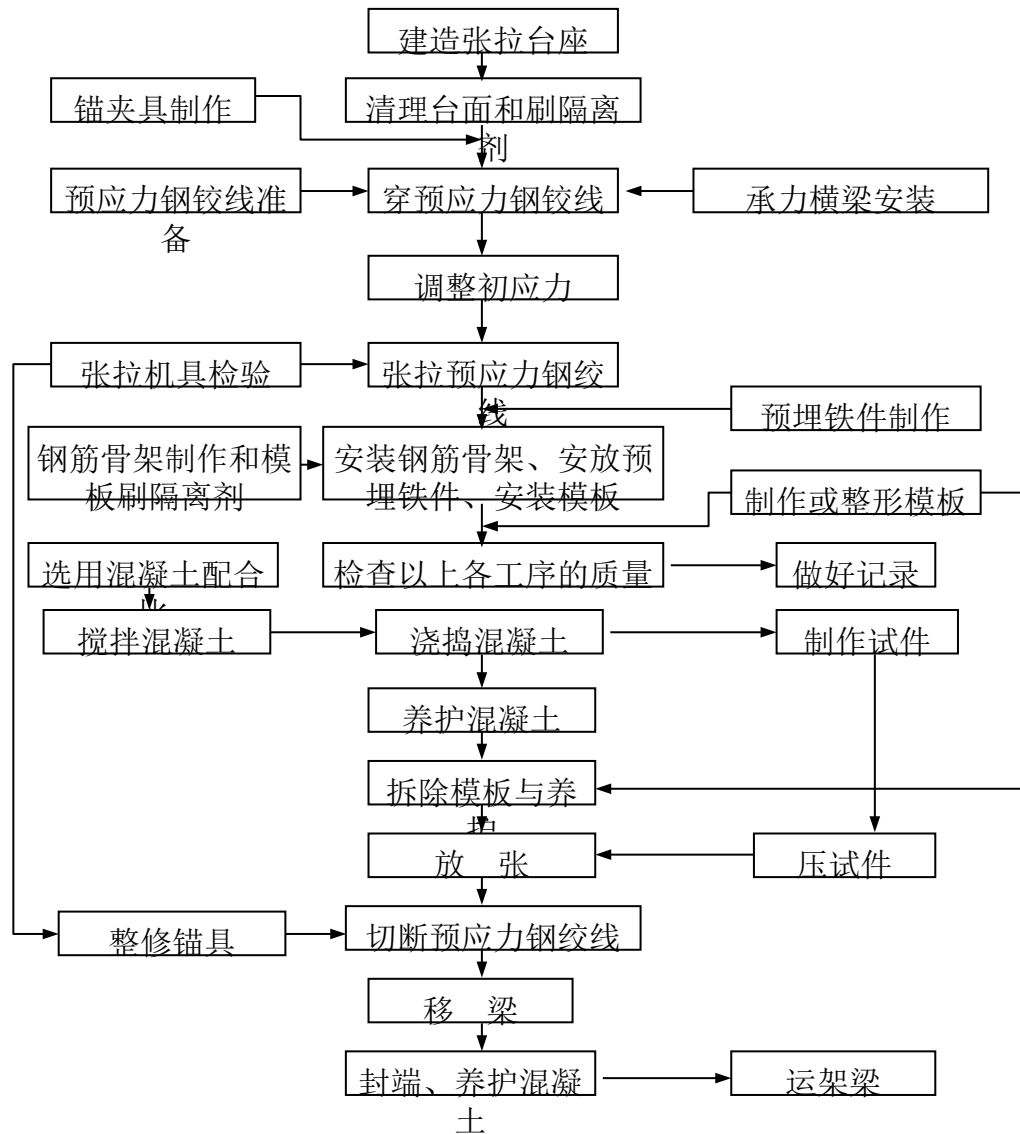 建造张拉台座
锚夹具制作
清理台面和刷隔离
剂
预应力钢铰线准
备
穿预应力钢铰线
承力横梁安装
调整初应力
张拉机具检验
张拉预应力钢绞
线
预埋铁件制作
钢筋骨架制作和模
板刷隔离剂
安装钢筋骨架、安放预
埋铁件、安装模板
制作或整形模板
选用混凝土配合
检查以上各工序的质量
做好记录
搅拌混凝土
浇捣混凝土
制作试件
养护混凝土
拆除模板与养
护
放 张
压试件
整修锚具
切断预应力钢绞线
移 梁
封端、养护混凝
土
运架梁